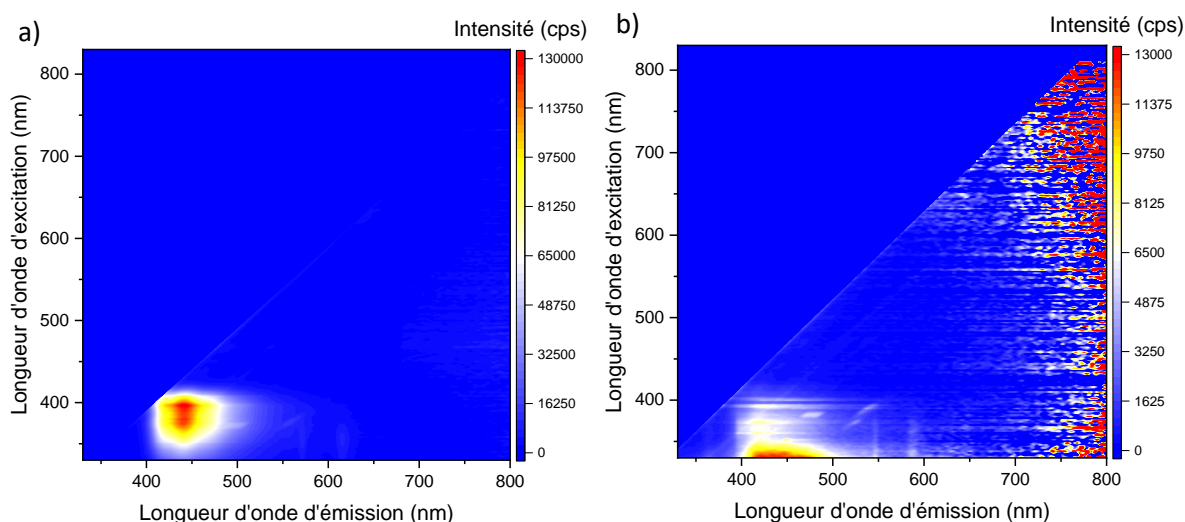 a)
Intensité (cps)
130000
113750
97500
81250
65000
48750
32500
16250
0
800
700
600
500
400
Longueur d'onde d'excitation (nm)
400 500 600 700 800
Longueur d'onde d'émission (nm)
b)
Intensité (cps)
13000
11375
9750
8125
6500
4875
3250
1625
0
800
700
600
500
400
Longueur d'onde d'excitation (nm)
400 500 600 700 800
Longueur d'onde d'émission (nm)